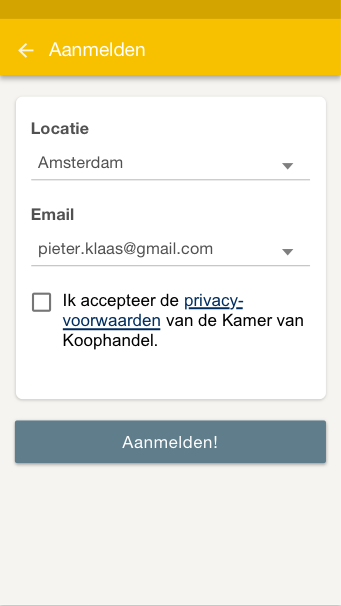 Aanmelden
Locatie
Amsterdam
Email
pieter.klaas@gmail.com
Ik accepteer de privacy-
voorwaarden van de Kamer van
Koophandel.
Aanmelden!